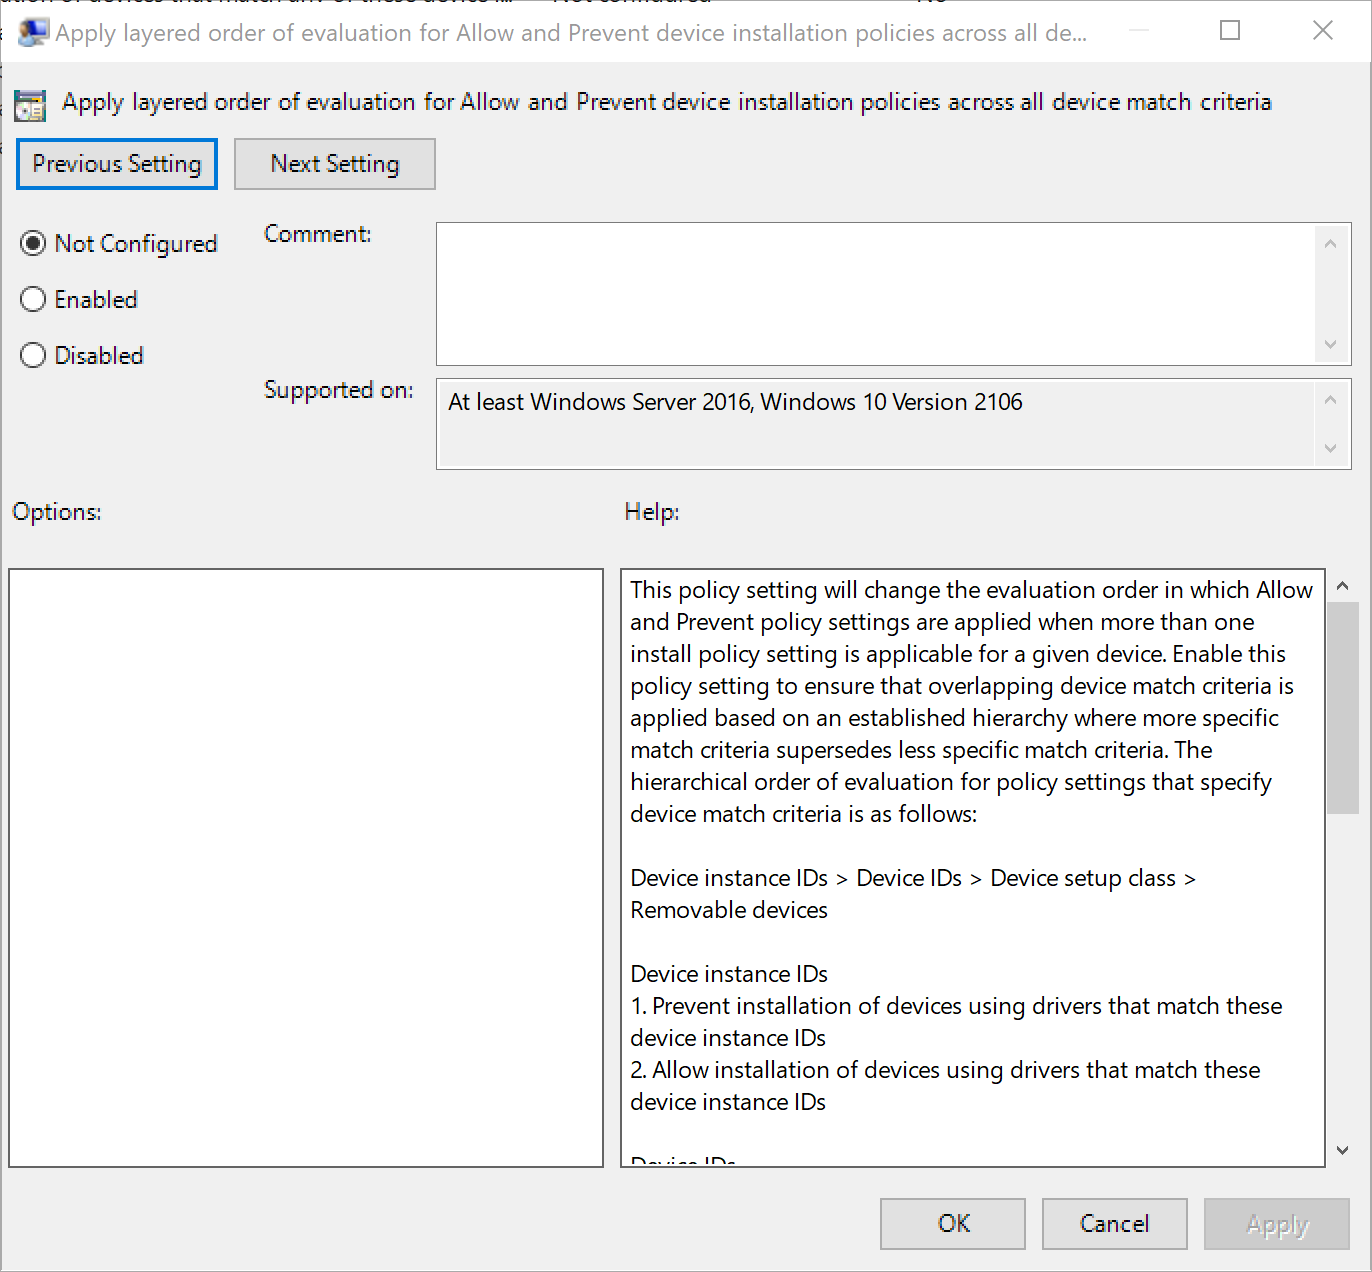 Not configured
No
Apply layered order of evaluation for Allow and Prevent device installation policies across all de...
Apply layered order of evaluation for Allow and Prevent device installation policies across all device match criteria
Previous Setting
Next Setting
Not Configured
Enabled
Disabled
Comment:
Supported on:
At least Windows Server 2016, Windows 10 Version 2106
Options:
Help:
This policy setting will change the evaluation order in which Allow
and Prevent policy settings are applied when more than one
install policy setting is applicable for a given device. Enable this
policy setting to ensure that overlapping device match criteria is
applied based on an established hierarchy where more specific
match criteria supersedes less specific match criteria. The
hierarchical order of evaluation for policy settings that specify
device match criteria is as follows:
Device instance IDs > Device IDs > Device setup class >
Removable devices
Device instance IDs
1. Prevent installation of devices using drivers that match these
device instance IDs
2. Allow installation of devices using drivers that match these
device instance IDs
Device IDs
OK
Cancel
Apply